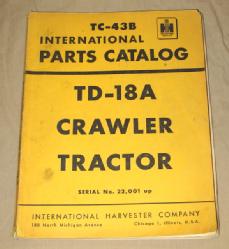 TC-43B
INTERNATIONAL
PARTS CATALOG
IH
TD-18A
CRAWLER
TRACTOR
SERIAL No. 22,001 up
INTERNATIONAL HARVESTER COMPANY
180 North Michigan Avenue Chicago 1, Illinois, U.S.A.